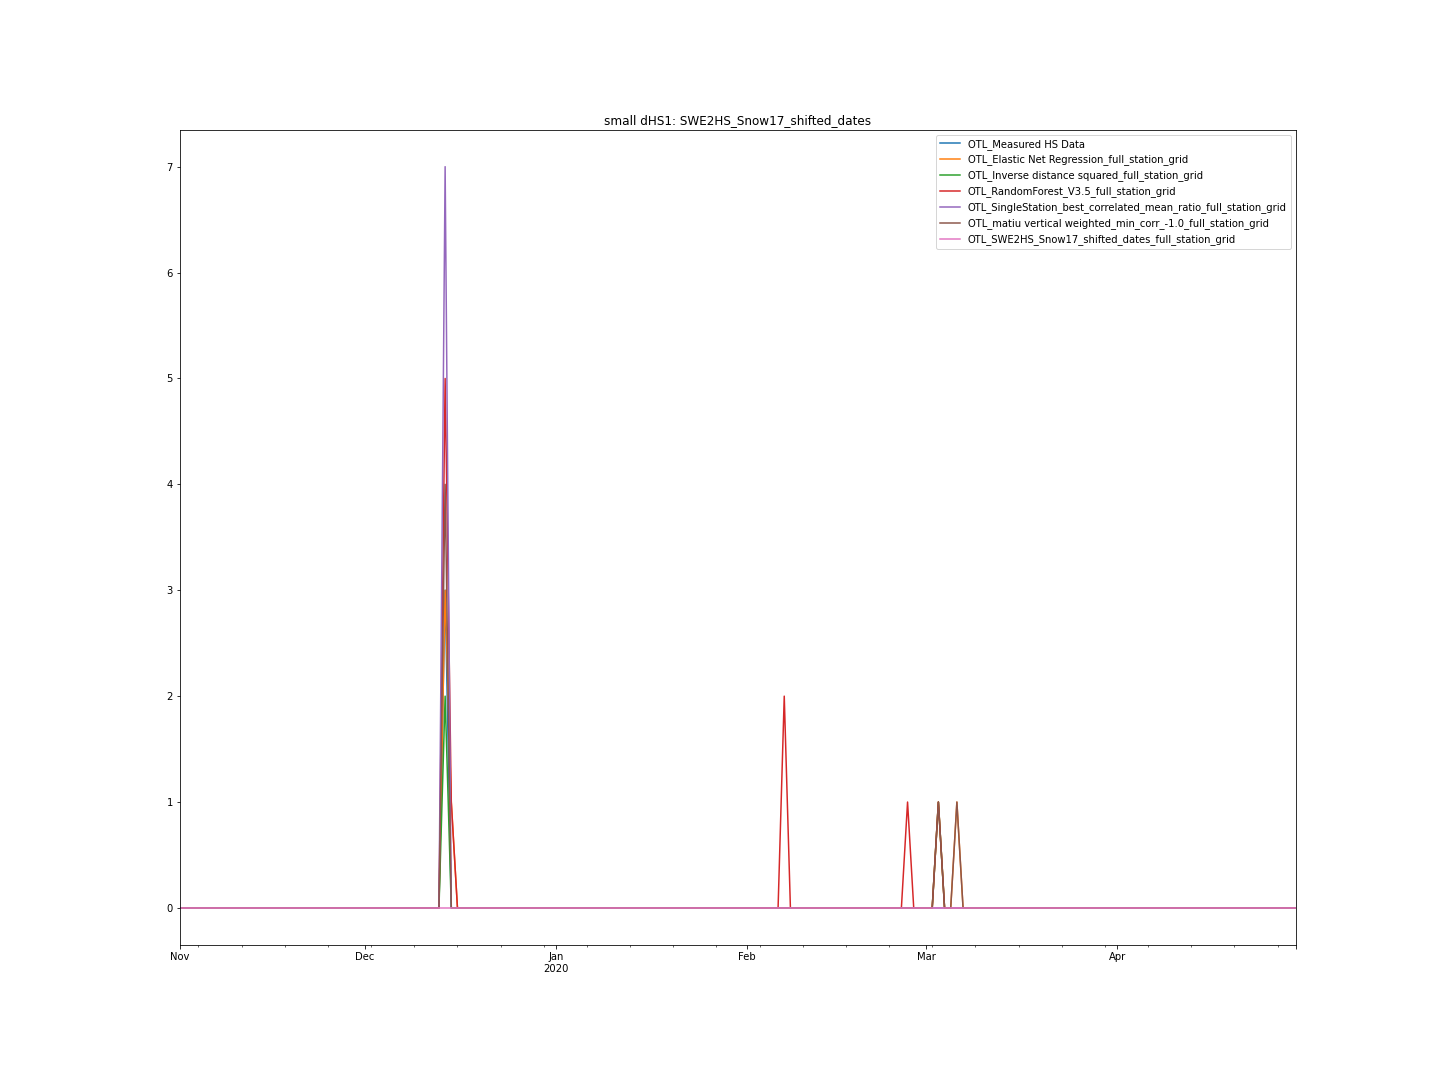 small dHS1: SWE2HS_Snow17_shifted_dates
OTL_Measured HS Data
OTL_Elastic Net Regression_full_station_grid
OTL_Inverse distance squared_full_station_grid
OTL_RandomForest_V3.5_full_station_grid
OTL_SingleStation_best_correlated_mean_ratio_full_station_grid
OTL_matiu vertical weighted_min_corr_-1.0_full_station_grid
OTL_SWE2HS_Snow17_shifted_dates_full_station_grid
7
6
5
4
3
2
1
0
Nov Dec Jan Feb Mar Apr
2020